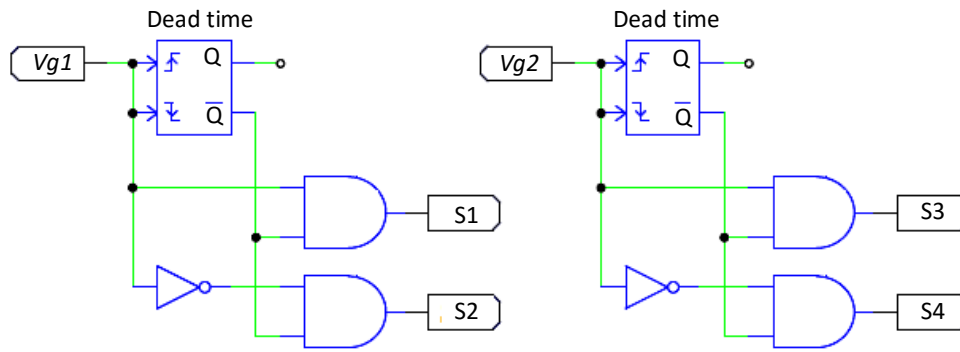 Dead time
Dead time
Vg1
Q
Vg2
Q
Q
Q
S1
S3
S2
S4